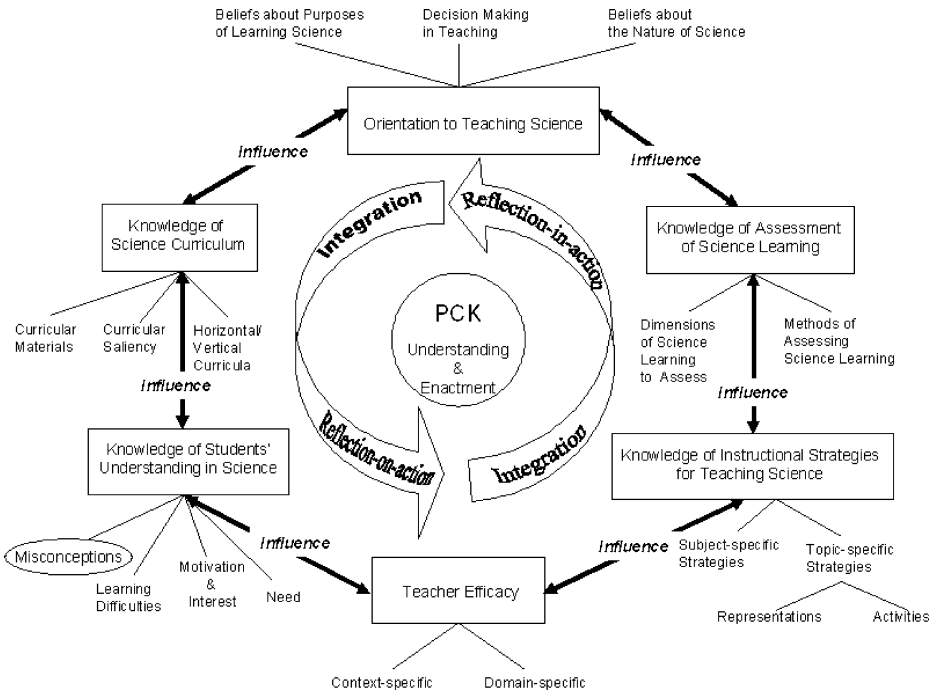 Beliefs about Purposes
of Learning Science
Decision Making
in Teaching
Beliefs about
the Nature of Science
Orientation to Teaching Science
Influence
Influence
Integration
Reflection-in-action
Knowledge of
Science Curriculum
Knowledge of Assessment
of Science Learning
PCK
Understanding
&
Enactment
Curricular
Materials
Curricular
Saliency
Horizontal/
Vertical
Curricula
Dimensions
of Science
Learning
to Assess
Methods of
Assessing
Science Learning
Influence
Influence
Reflection-on-action
Integration
Knowledge of Students'
Understanding in Science
Knowledge of Instructional Strategies
for Teaching Science
Influence
Influence
Misconceptions
Learning
Difficulties
Motivation
&
Interest
Need
Teacher Efficacy
Subject-specific
Strategies
Topic-specific
Strategies
Representations
Activities
Context-specific
Domain-specific